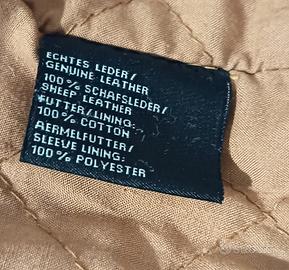 ECHTES LEDER/
GENUINE LEATHER
100% SCHAFSLEDER/
SHEEP LEATHER
FUTTER/LINING:
100% COTTON
AERMELFUTTER/
SLEEVE LINING:
100% POLYESTER